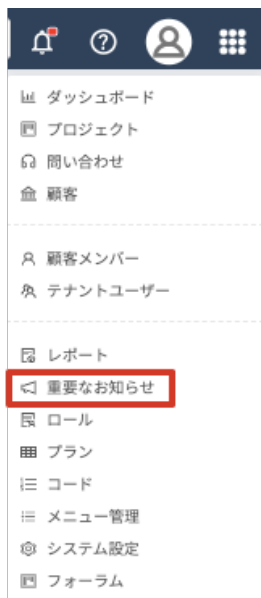 ダッシュボード
プロジェクト
問い合わせ
顧客
顧客メンバー
テナントユーザー
レポート
重要なお知らせ
ロール
プラン
コード
メニュー管理
システム設定
フォーラム